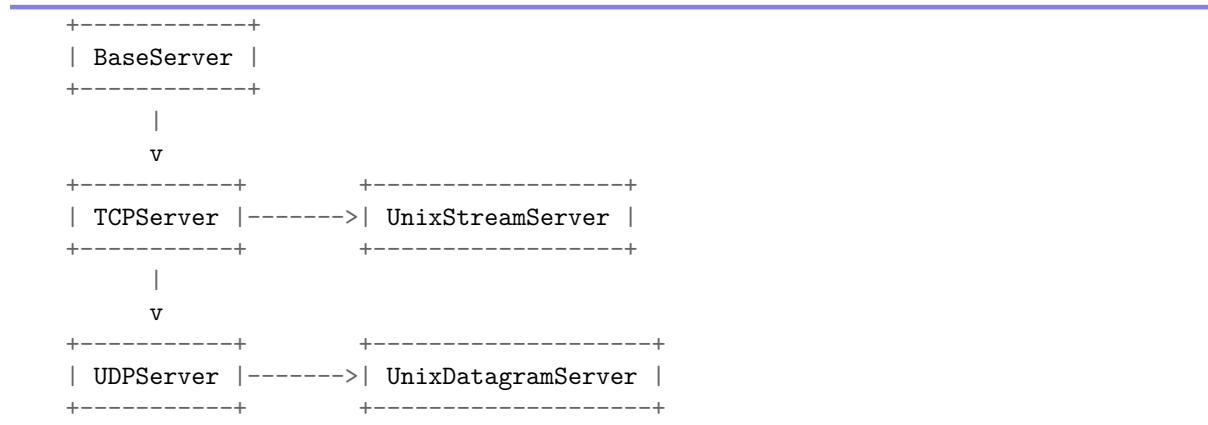 +------------+
| BaseServer |
+------------+
      |
      v
+-----------+        +------------------+
| TCPServer |------->| UnixStreamServer |
+-----------+        +------------------+
      |
      v
+-----------+        +--------------------+
| UDPServer |------->| UnixDatagramServer |
+-----------+        +--------------------+